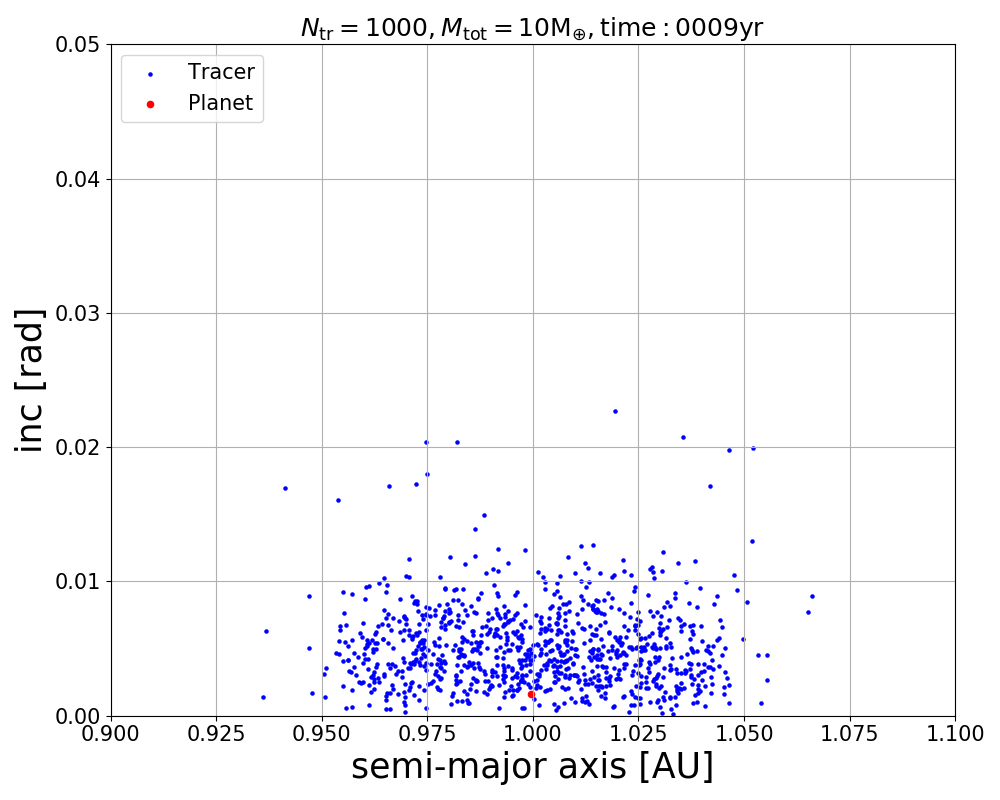 N_tr = 1000, M_tot = 10M_⊕, time : 0009yr
Tracer
Planet
inc [rad]
0.05
0.04
0.03
0.02
0.01
0.00
0.900 0.925 0.950 0.975 1.000 1.025 1.050 1.075 1.100
semi-major axis [AU]